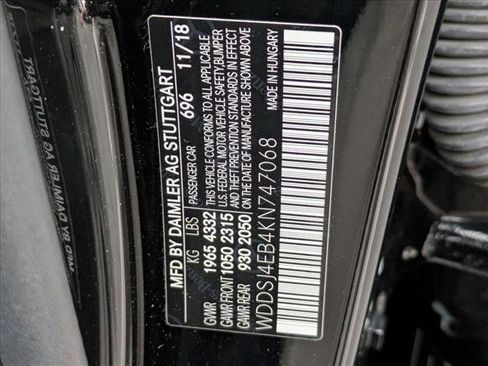 MFD BY DAIMLER AG STUTTGART
PASSENGER CAR 696 11/18
KG LBS
GVWR 1965 4332
GAWR FRONT 1050 2315
GAWR REAR 930 2050
THIS VEHICLE CONFORMS TO ALL APPLICABLE
U.S. FEDERAL MOTOR VEHICLE SAFETY,BUMPER,
AND THEFT PREVENTION STANDARDS IN EFFECT
ON THE DATE OF MANUFACTURE SHOWN ABOVE
WDDSJ4EB4KN747068
MADE IN HUNGARY